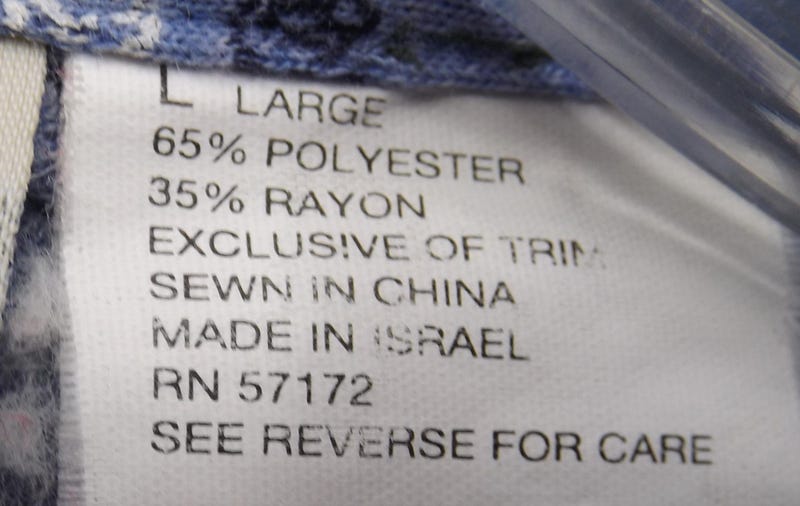 L LARGE
65% POLYESTER
35% RAYON
EXCLUSIVE OF TRIM
SEWN IN CHINA
MADE IN ISRAEL
RN 57172
SEE REVERSE FOR CARE